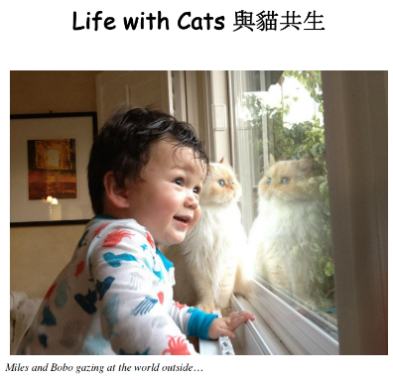 Life with Cats 與貓共生
Miles and Bobo gazing at the world outside…